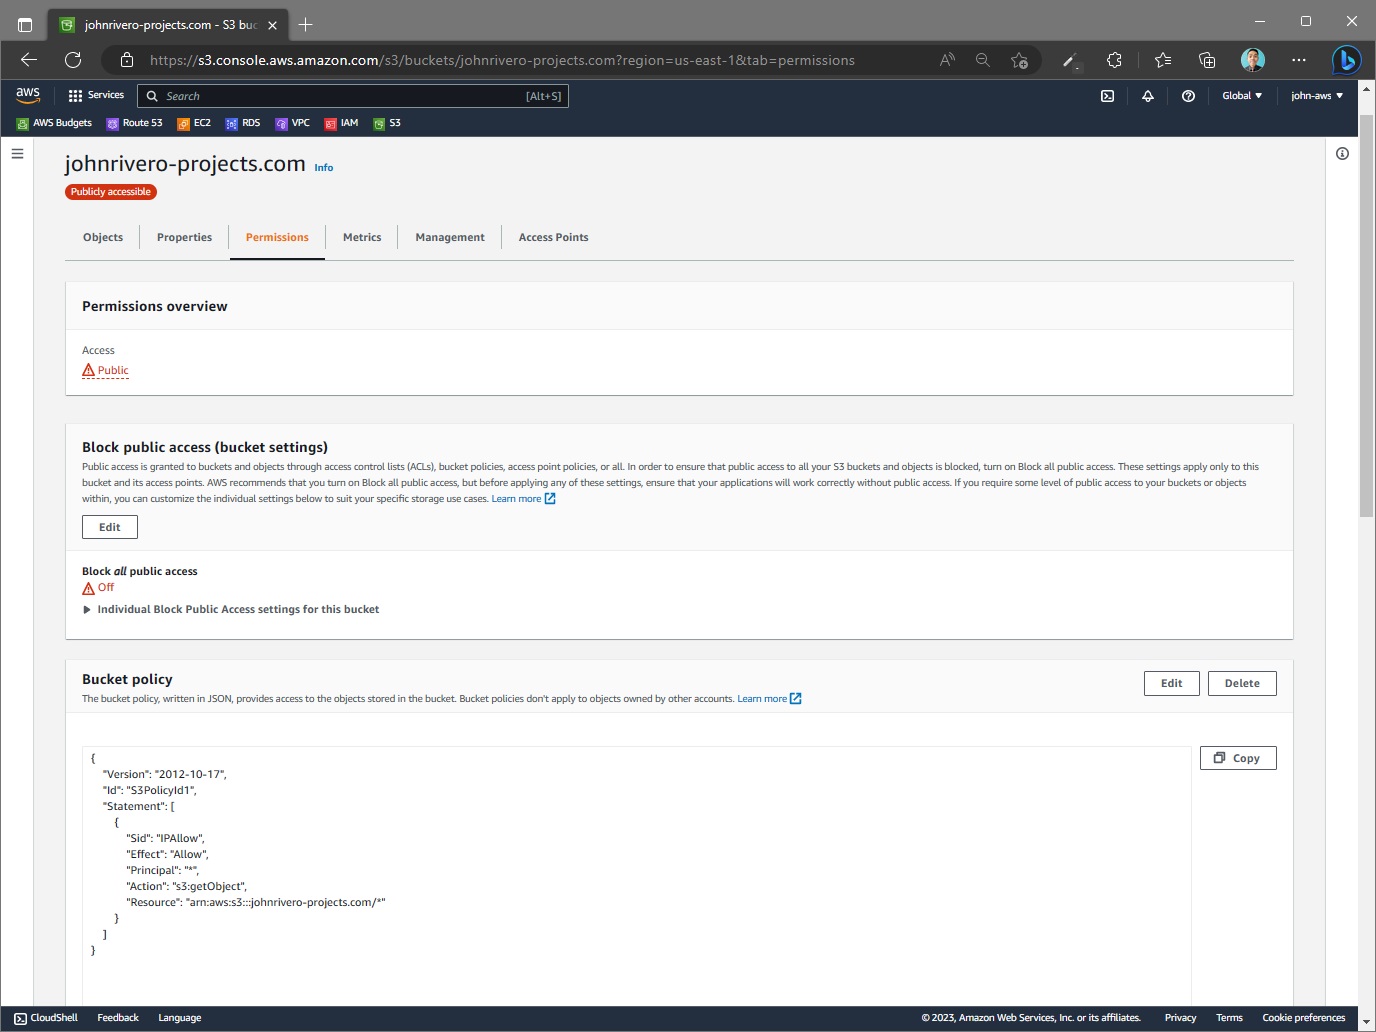 johnrivero-projects.com - S3 buc
https://s3.console.aws.amazon.com/s3/buckets/johnrivero-projects.com?region=us-east-1&tab=permissions
aws
Services
Search
[Alt+S]
Global
john-aws
AWS Budgets
Route 53
EC2
RDS
VPC
IAM
S3
johnrivero-projects.com Info
Publicly accessible
Objects
Properties
Permissions
Metrics
Management
Access Points
Permissions overview
Access
Public
Block public access (bucket settings)
Public access is granted to buckets and objects through access control lists (ACLs), bucket policies, access point policies, or all. In order to ensure that public access to all your S3 buckets and objects is blocked, turn on Block all public access. These settings apply only to this
bucket and its access points. AWS recommends that you turn on Block all public access, but before applying any of these settings, ensure that your applications will work correctly without public access. If you require some level of public access to your buckets or objects
within, you can customize the individual settings below to suit your specific storage use cases. Learn more
Edit
Block all public access
Off
Individual Block Public Access settings for this bucket
Bucket policy
The bucket policy, written in JSON, provides access to the objects stored in the bucket. Bucket policies don't apply to objects owned by other accounts. Learn more
Edit
Delete
Copy
{
"Version": "2012-10-17",
"Id": "S3PolicyId1",
"Statement": [
{
"Sid": "IPAllow",
"Effect": "Allow",
"Principal": "*",
"Action": "s3:getObject",
"Resource": "arn:aws:s3:::johnrivero-projects.com/*"
}
]
}
CloudShell
Feedback
Language
© 2023, Amazon Web Services, Inc. or its affiliates.
Privacy
Terms
Cookie preferences